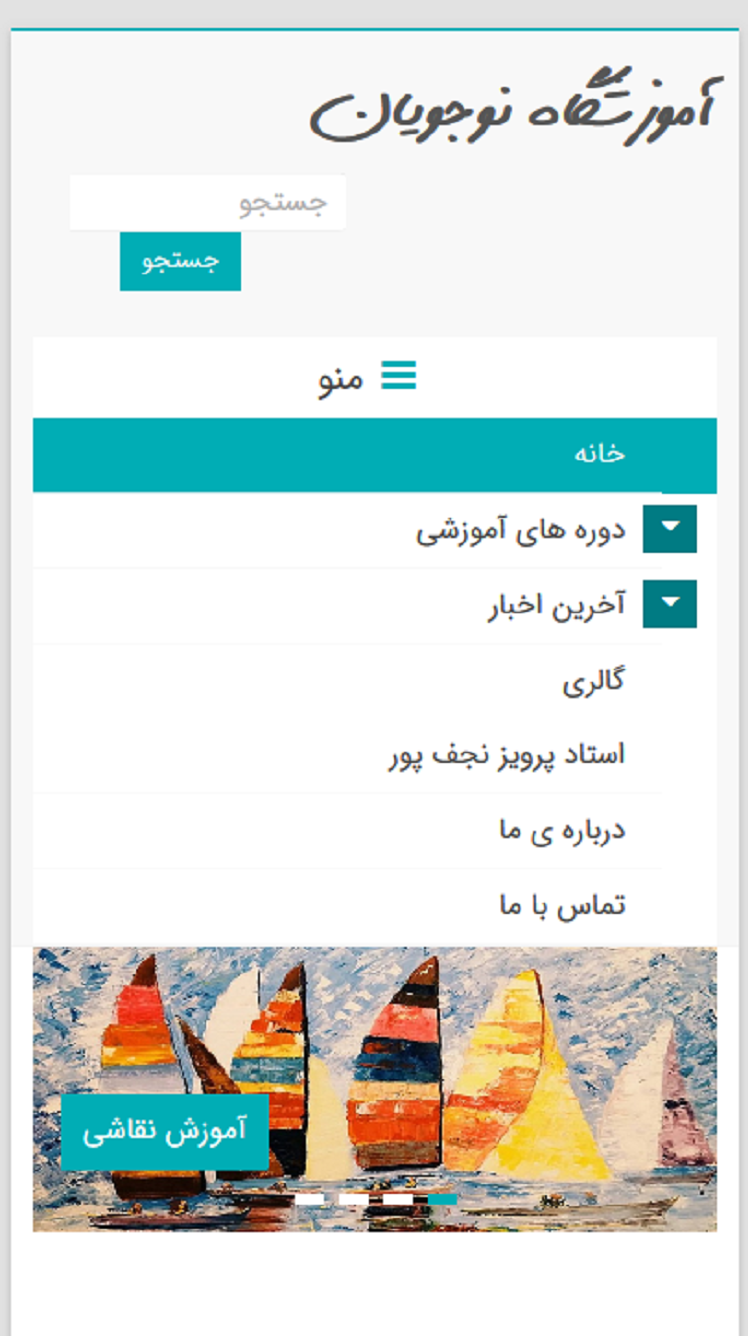 آموزشگاه نوجویان
جستجو
جستجو
منو
خانه
دوره های آموزشی
آخرین اخبار
گالری
استاد پرویز نجف پور
درباره ی ما
تماس با ما
آموزش نقاشی